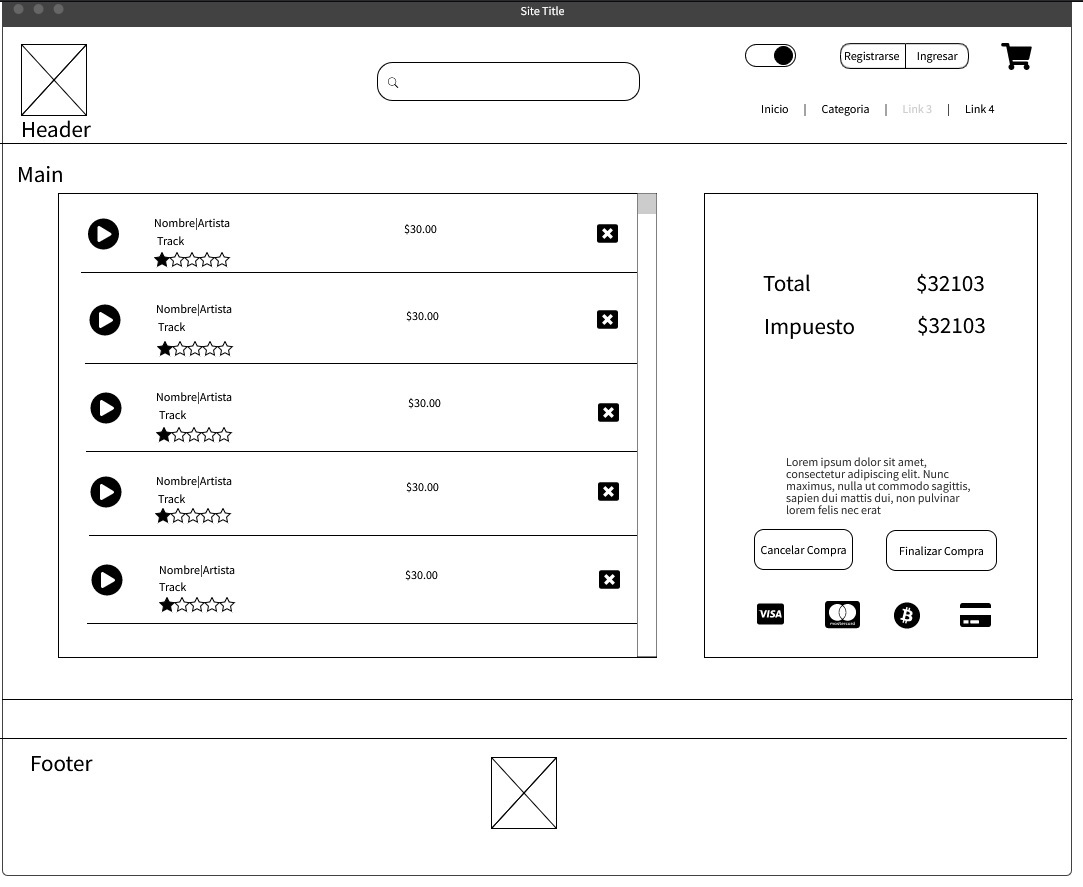 Site Title
Registrarse Ingresar
Inicio | Categoria | Link 3 | Link 4
Header
Main
Nombre|Artista
$30.00
Track
Nombre|Artista
$30.00
Track
Nombre|Artista
$30.00
Track
Nombre|Artista
$30.00
Track
Nombre|Artista
$30.00
Track
Total $32103
Impuesto $32103
Lorem ipsum dolor sit amet,
consectetur adipiscing elit. Nunc
maximus, nulla ut commodo sagittis,
sapien dui mattis dui, non pulvinar
lorem felis nec erat
Cancelar Compra Finalizar Compra
VISA mastercard
Footer